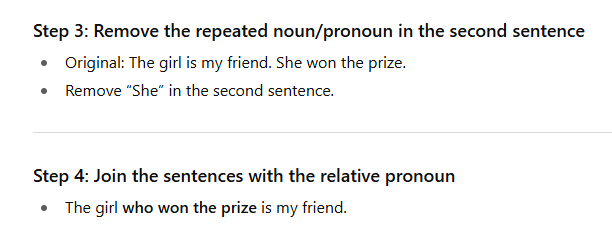 Step 3: Remove the repeated noun/pronoun in the second sentence
• Original: The girl is my friend. She won the prize.
• Remove “She” in the second sentence.
Step 4: Join the sentences with the relative pronoun
• The girl who won the prize is my friend.